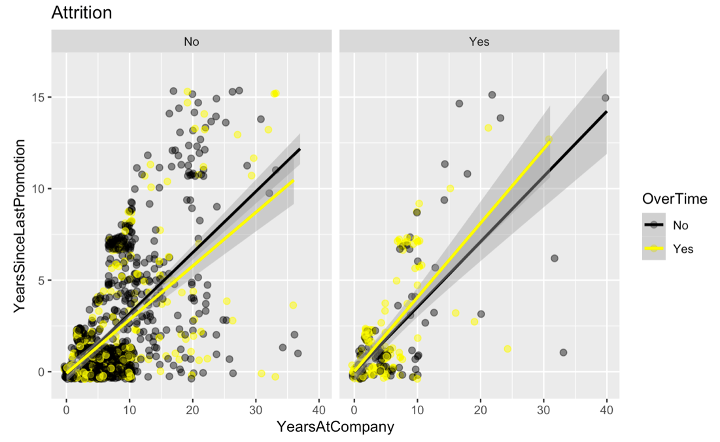 Attrition
No
Yes
YearsSinceLastPromotion
15
10
5
0
0
10
20
30
40
0
10
20
30
40
YearsAtCompany
OverTime
No
Yes